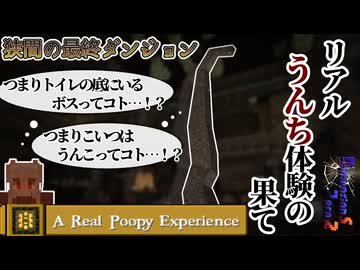 狭間の最終ダンジョン
つまりトイレの底にいる
ボスってコト…!？
つまりこいつは
うんこってコト…!？
リアル
うんち体験の
果て
A Real Poopy Experience